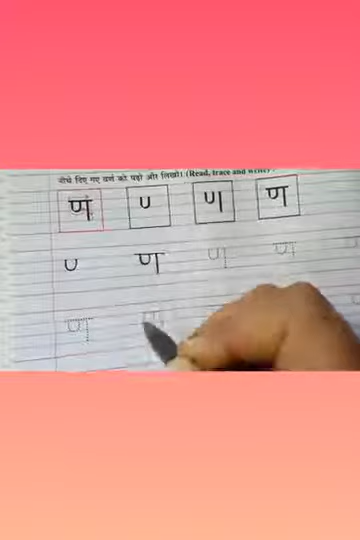 नीचे दिए गए वर्ण को पढ़ो और लिखो। (Read, trace and write)
णं ण ण
ण ण ण
ण ण